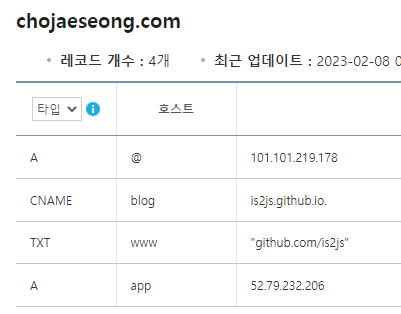 chojaeseong.com
• 레코드 개수 : 4개 • 최근 업데이트 : 2023-02-08 0
타입 호스트
A @ 101.101.219.178
CNAME blog is2js.github.io.
TXT www "github.com/is2js"
A app 52.79.232.206